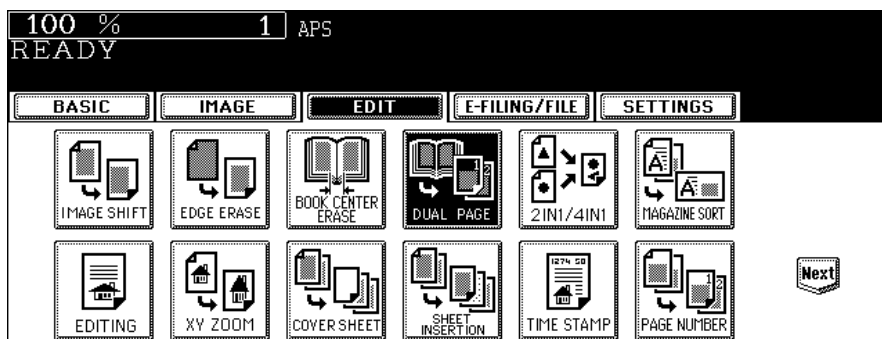 100 % 1 APS
READY
BASIC IMAGE EDIT E-FILING/FILE SETTINGS
IMAGE SHIFT
EDGE ERASE
BOOK CENTER
ERASE
DUAL PAGE
2IN1/4IN1
MAGAZINE SORT
EDITING
XY ZOOM
COVER SHEET
SHEET
INSERTION
TIME STAMP
PAGE NUMBER
Next